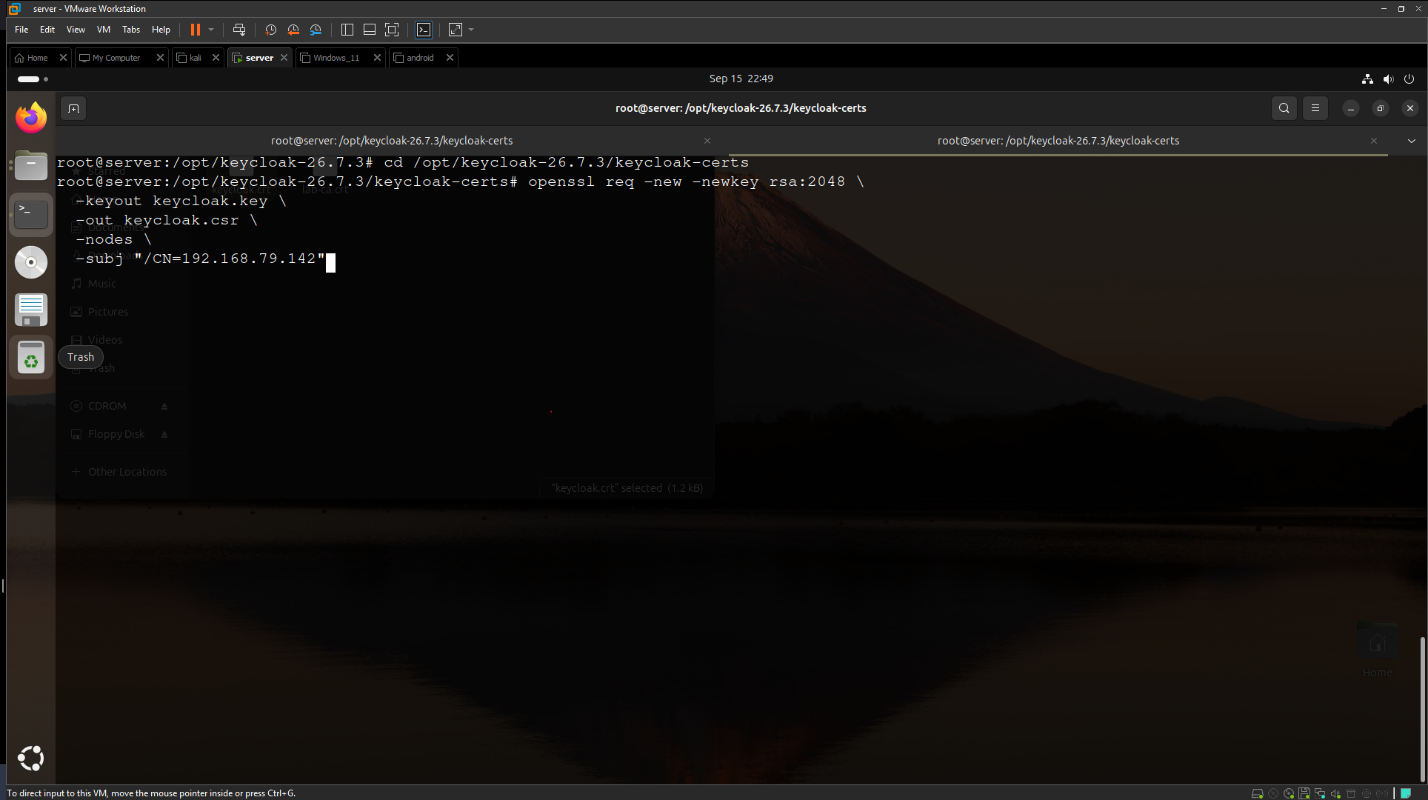 server - VMware Workstation
File Edit View VM Tabs Help
Home My Computer kali server Windows_11 android
Sep 15 22:49
root@server: /opt/keycloak-26.7.3/keycloak-certs
root@server: /opt/keycloak-26.7.3/keycloak-certs root@server: /opt/keycloak-26.7.3/keycloak-certs
root@server:/opt/keycloak-26.7.3# cd /opt/keycloak-26.7.3/keycloak-certs
Starred
root@server:/opt/keycloak-26.7.3/keycloak-certs# openssl req -new -newkey rsa:2048 \
-keyout keycloak.key \
-out keycloak.csr \
Documents
-nodes \
-subj "/CN=192.168.79.142"
Music
Pictures
Videos
Trash
Trash
CDROM
Floppy Disk
Other Locations
"keycloak.crt" selected (1.2 kB)
Home
To direct input to this VM, move the mouse pointer inside or press Ctrl+G.